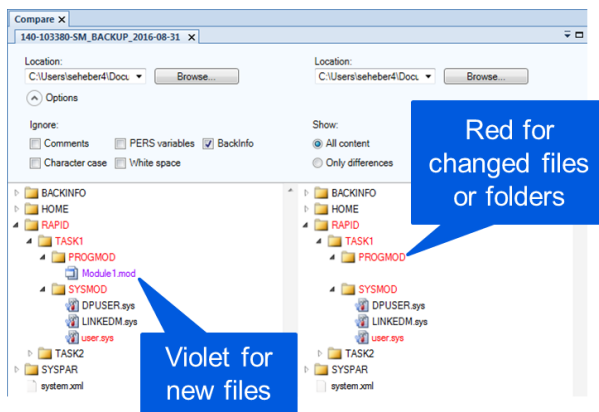 Compare X
140-103380-SM_BACKUP_2016-08-31 X
Location:
C:\Users\seheber4\Docu
Browse...
Options
Ignore:
Comments
PERS variables
BackInfo
Character case
White space
Location:
C:\Users\seheber4\Docu
Browse...
Show:
All content
Only differences
Red for
changed files
or folders
BACKINFO
HOME
RAPID
TASK1
PROGMOD
Module1.mod
SYSMOD
DPUSER.sys
LINKEDM.sys
user.sys
TASK2
SYSPAR
system.xml
Violet for
new files
BACKINFO
HOME
RAPID
TASK1
PROGMOD
SYSMOD
DPUSER.sys
LINKEDM.sys
user.sys
TASK2
SYSPAR
system.xml